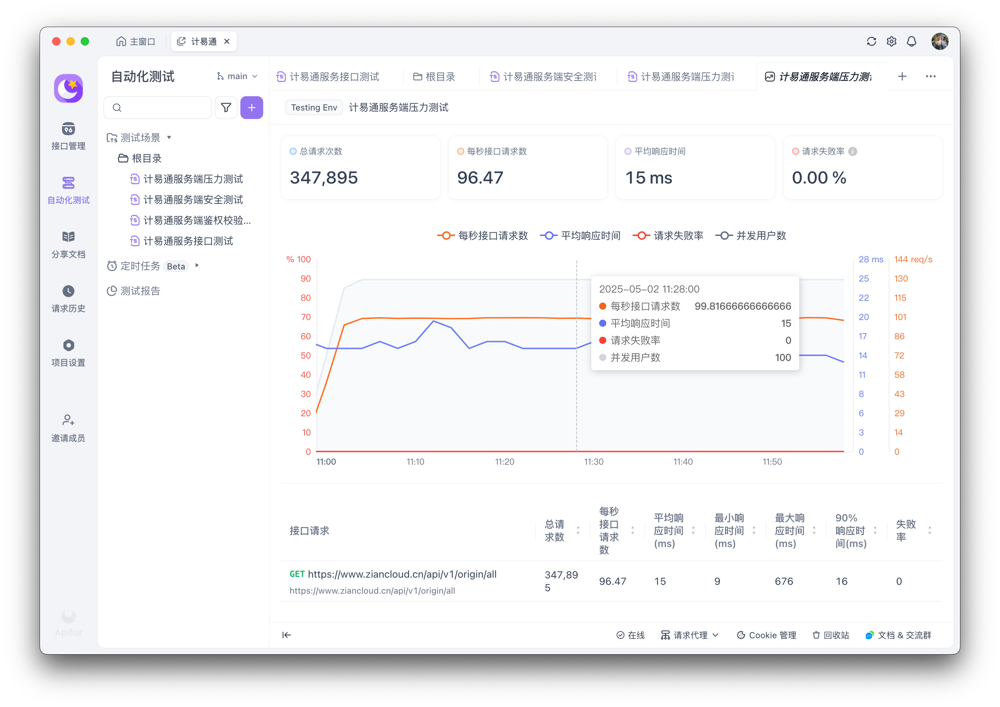 主窗口
计易通
自动化测试
main
计易通服务接口测试
根目录
计易通服务端安全测
计易通服务端压力测
计易通服务端压力测
接口管理
自动化测试
分享文档
请求历史
项目设置
邀请成员
Apifox
测试场景
根目录
计易通服务端压力测试
计易通服务端安全测试
计易通服务端鉴权校验...
计易通服务接口测试
定时任务 Beta
测试报告
Testing Env 计易通服务端压力测试
总请求次数
347,895
每秒接口请求数
96.47
平均响应时间
15 ms
请求失败率
0.00 %
每秒接口请求数 平均响应时间 请求失败率 并发用户数
% 100 28 ms 144 req/s
90 25 130
80 22 115
70 20 101
60 17 86
50 14 72
40 11 58
30 8 43
20 6 29
10 3 14
0 0 0
11:00 11:10 11:20 11:30 11:40 11:50
2025-05-02 11:28:00
每秒接口请求数 99.81666666666666
平均响应时间 15
请求失败率 0
并发用户数 100
接口请求
总请
求数
每秒
接口
请求
数
平均响
应时间
(ms)
最小响
应时间
(ms)
最大响
应时间
(ms)
90%
响应时
间(ms)
失败
率
GET https://www.ziancloud.cn/api/v1/origin/all
https://www.ziancloud.cn/api/v1/origin/all
347,89
5
96.47
15
9
676
16
0
在线
请求代理
Cookie 管理
回收站
文档 & 交流群